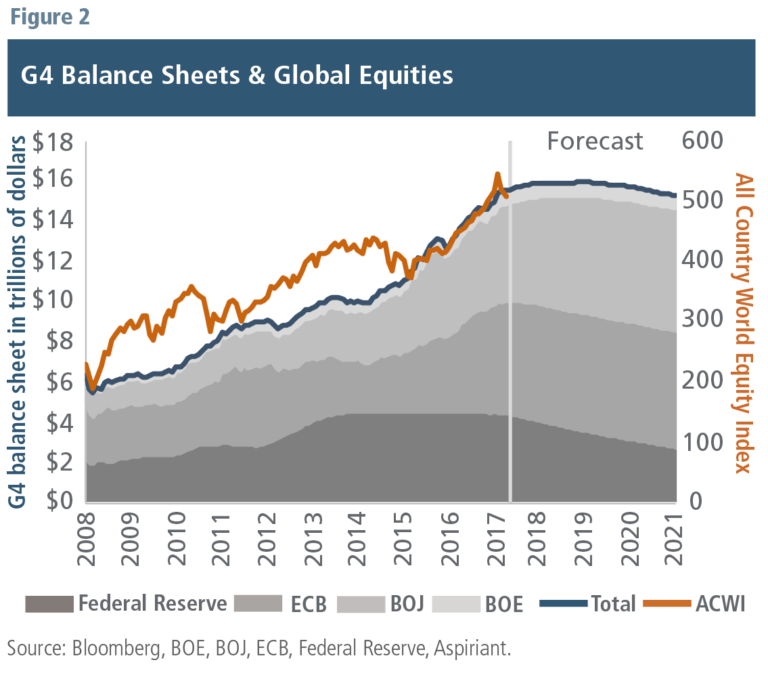 Figure 2
G4 Balance Sheets & Global Equities
G4 balance sheet in trillions of dollars
$18
$16
$14
$12
$10
$8
$6
$4
$2
$0
Forecast
600
500
400
300
200
100
0
All Country World Equity Index
2008 2009 2010 2011 2012 2013 2014 2015 2016 2017 2018 2019 2020 2021
Federal Reserve ECB BOJ BOE Total ACWI
Source: Bloomberg, BOE, BOJ, ECB, Federal Reserve, Aspiriant.